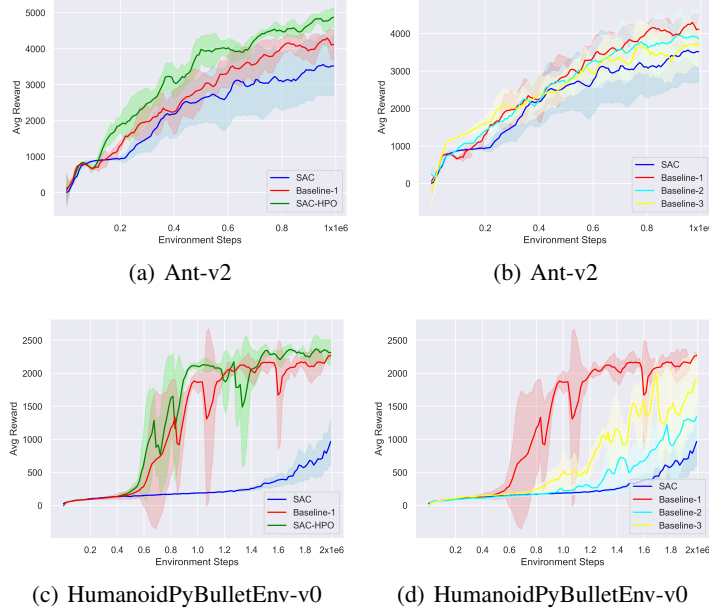 5000
4000
3000
2000
1000
0
Avg Reward
SAC
Baseline-1
SAC-HPO
0.2 0.4 0.6 0.8 1x1e6
Environment Steps
(a) Ant-v2
4000
3000
2000
1000
0
Avg Reward
SAC
Baseline-1
Baseline-2
Baseline-3
0.2 0.4 0.6 0.8 1x1e6
Environment Steps
(b) Ant-v2
2500
2000
1500
1000
500
0
Avg Reward
SAC
Baseline-1
SAC-HPO
0.2 0.4 0.6 0.8 1.0 1.2 1.4 1.6 1.8 2x1e6
Environment Steps
(c) HumanoidPyBulletEnv-v0
2500
2000
1500
1000
500
0
Avg Reward
SAC
Baseline-1
Baseline-2
Baseline-3
0.2 0.4 0.6 0.8 1.0 1.2 1.4 1.6 1.8 2x1e6
Environment Steps
(d) HumanoidPyBulletEnv-v0